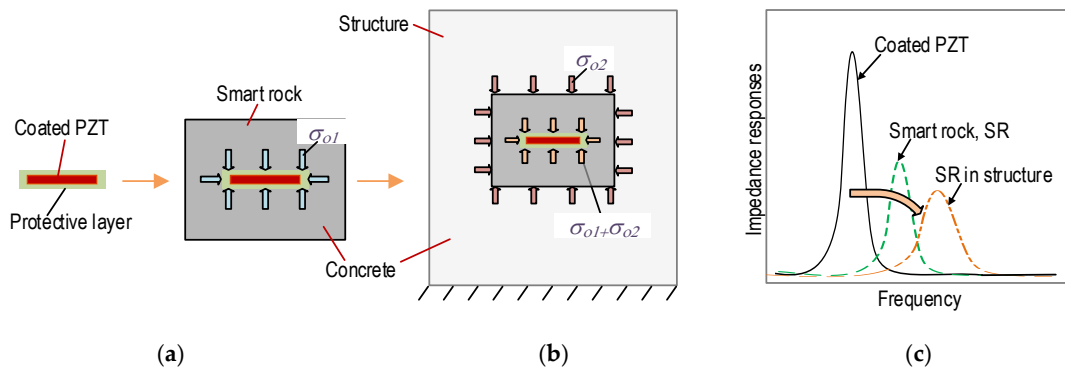 Coated PZT
Protective layer
Smart rock
σo1
Concrete
Structure
σo2
σo1+σo2
Impedance responses
Coated PZT
Smart rock, SR
SR in structure
Frequency
(a)
(b)
(c)